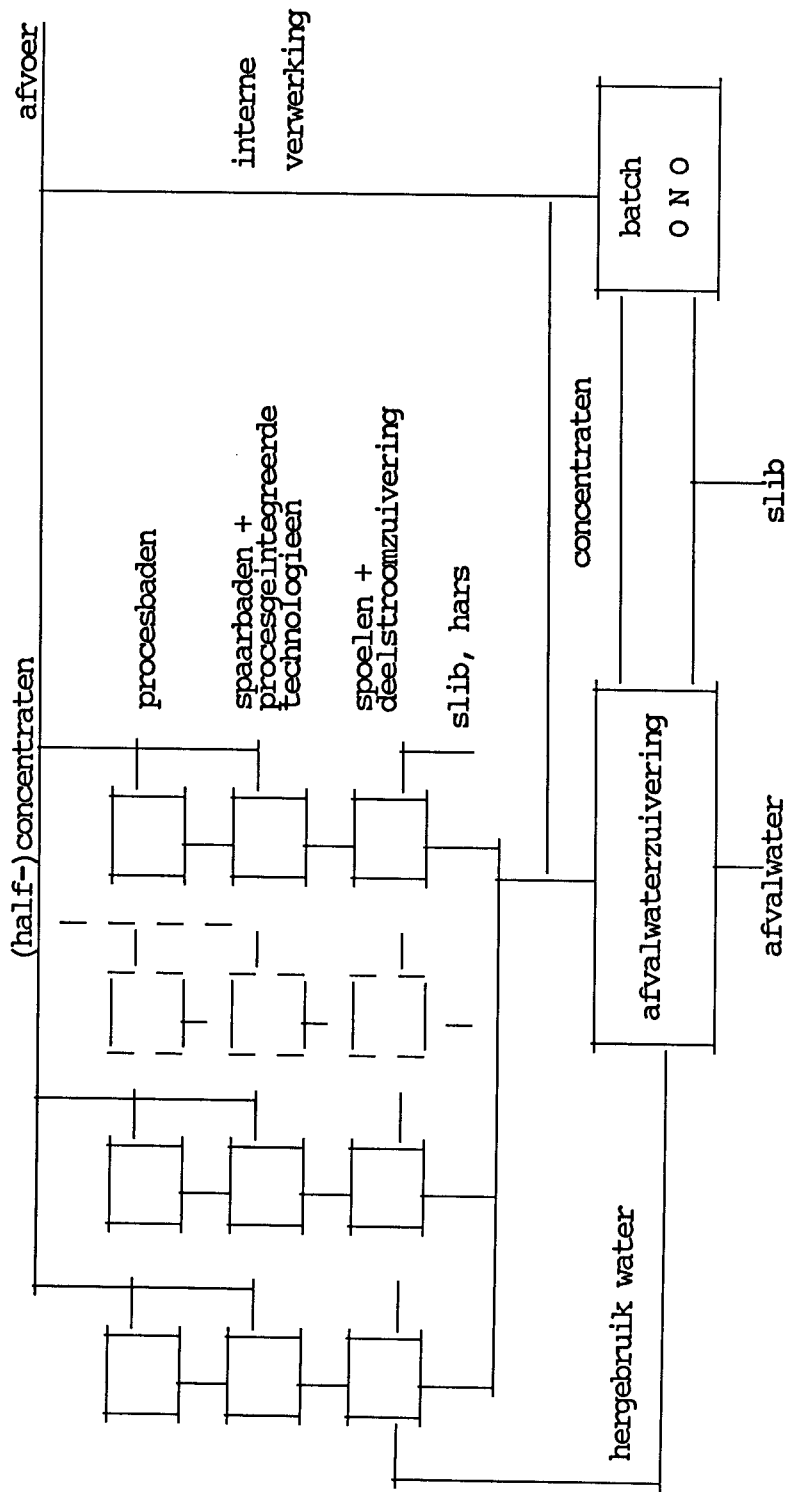 (half-)concentraten
afvoer
procesbaden
spaarbaden +
procesgeintegreerde
technologieen
spoelen +
deelstroomzuivering
slib, hars
interne
verwerking
concentraten
hergebruik water
afvalwaterzuivering
batch
O N O
afvalwater
slib